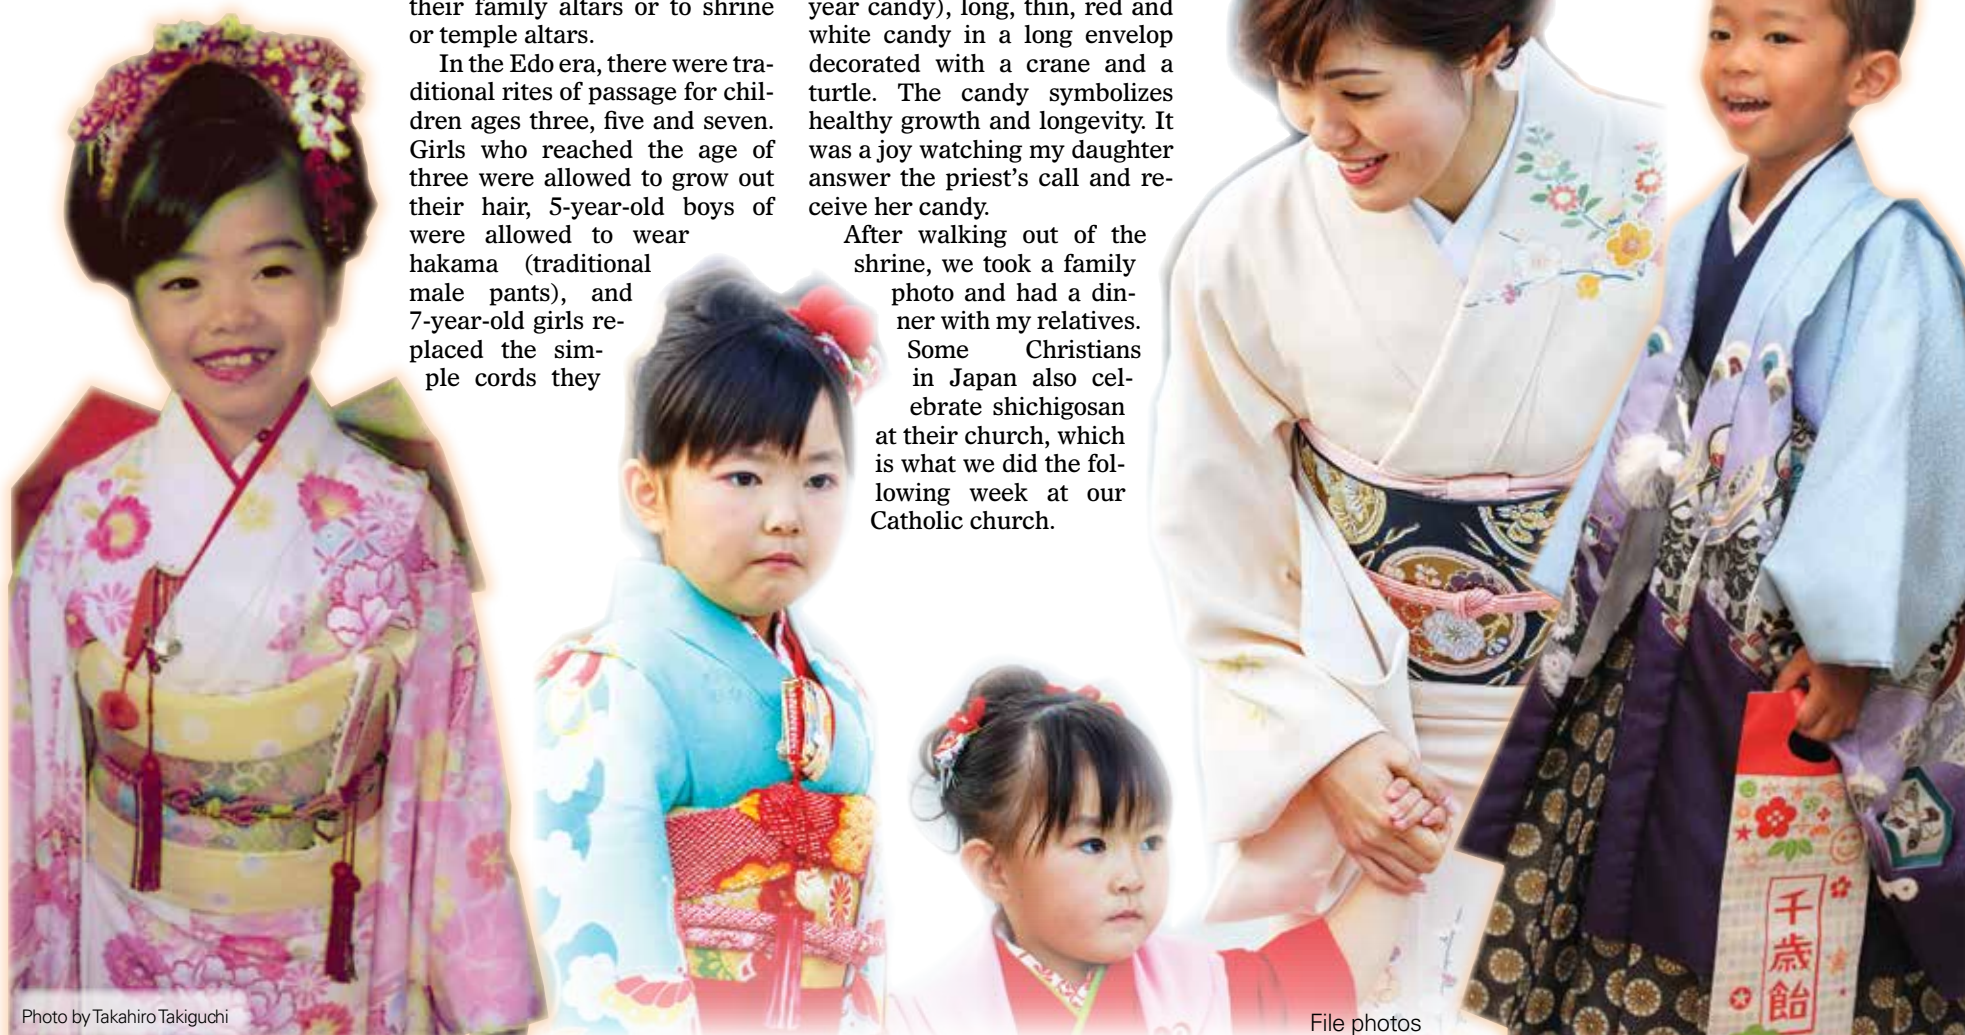 their family altars or to shrine
or temple altars.
In the Edo era, there were tra-
ditional rites of passage for chil-
dren ages three, five and seven.
Girls who reached the age of
three were allowed to grow out
their hair, 5-year-old boys of
were allowed to wear
hakama (traditional
male pants), and
7-year-old girls re-
placed the sim-
ple cords they
year candy), long, thin, red and
white candy in a long envelop
decorated with a crane and a
turtle. The candy symbolizes
healthy growth and longevity. It
was a joy watching my daughter
answer the priest's call and re-
ceive her candy.
After walking out of the
shrine, we took a family
photo and had a din-
ner with my relatives.
Some Christians
in Japan also cel-
ebrate shichigosan
at their church, which
is what we did the fol-
lowing week at our
Catholic church.
千歳飴
Photo by Takahiro Takiguchi
File photos